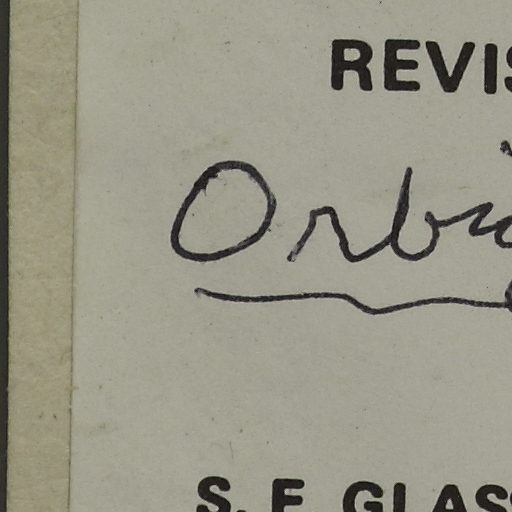 REVIS
Orbi
S. F. GLASS